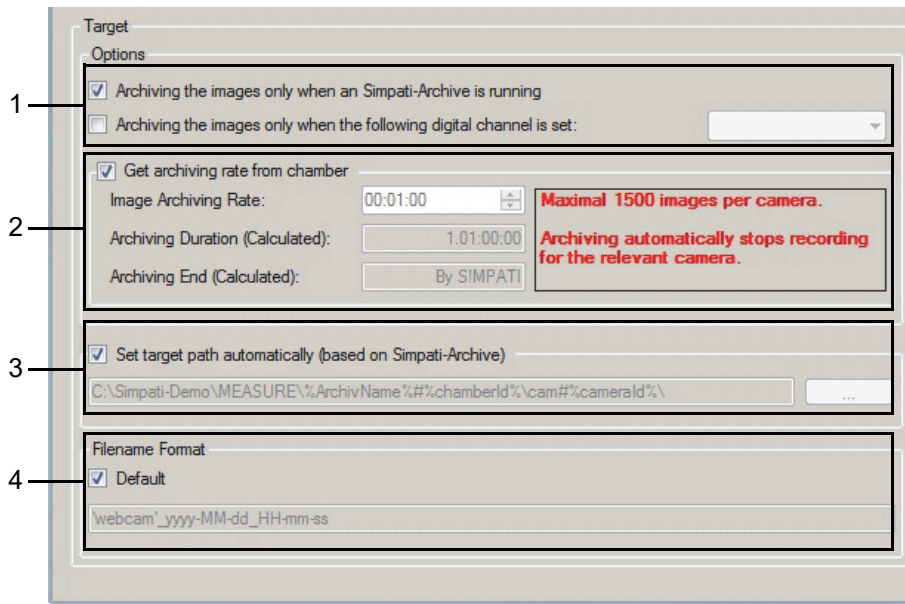 Target
Options
1
Archiving the images only when an Simpati-Archive is running
Archiving the images only when the following digital channel is set:
2
Get archiving rate from chamber
Image Archiving Rate: 00:01:00
Archiving Duration (Calculated): 1.01:00:00
Archiving End (Calculated): By S!MPATI
Maximal 1500 images per camera.
Archiving automatically stops recording
for the relevant camera.
3
Set target path automatically (based on Simpati-Archive)
C:\Simpati-Demo\MEASURE\%ArchivName%#%chamberId%\cam#%cameraId%\ ...
4
Filename Format
Default
'webcam'_yyyy-MM-dd_HH-mm-ss